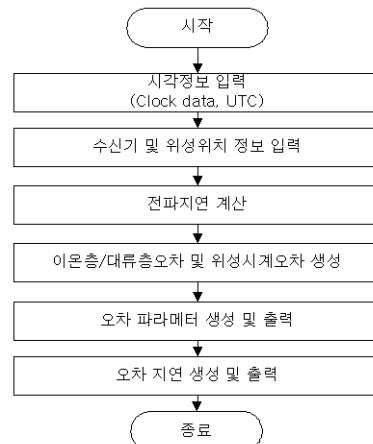 시작
시각정보 입력
(Clock data, UTC)
수신기 및 위성위치 정보 입력
전파지연 계산
이온층/대류층오차 및 위성시계오차 생성
오차 파라메터 생성 및 출력
오차 지연 생성 및 출력
종료